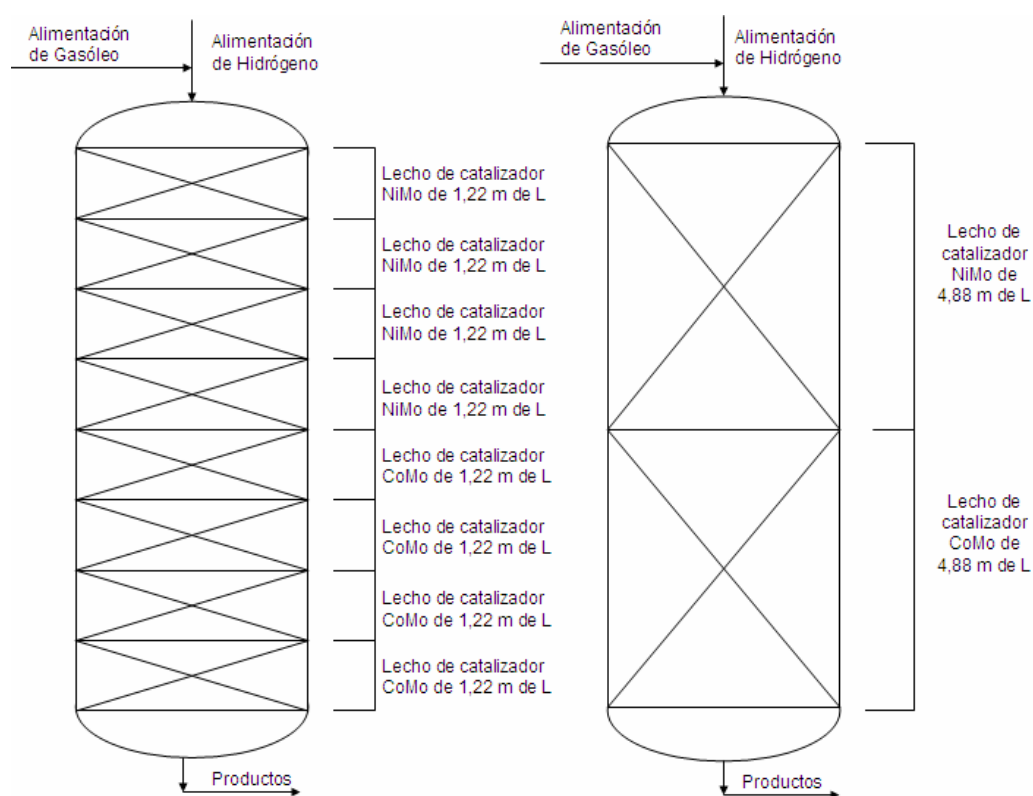 Alimentación
de Gasóleo
Alimentación
de Hidrógeno
Lecho de catalizador
NiMo de 1,22 m de L
Lecho de catalizador
NiMo de 1,22 m de L
Lecho de catalizador
NiMo de 1,22 m de L
Lecho de catalizador
NiMo de 1,22 m de L
Lecho de catalizador
CoMo de 1,22 m de L
Lecho de catalizador
CoMo de 1,22 m de L
Lecho de catalizador
CoMo de 1,22 m de L
Lecho de catalizador
CoMo de 1,22 m de L
Productos
Alimentación
de Gasóleo
Alimentación
de Hidrógeno
Lecho de
catalizador
NiMo de
4,88 m de L
Lecho de
catalizador
CoMo de
4,88 m de L
Productos